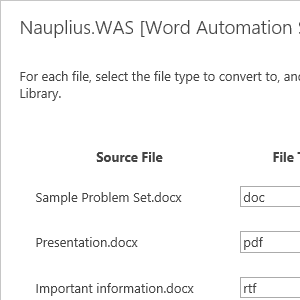 Nauplius.WAS [Word Automation
For each file, select the file type to convert to, an
Library.
Source File File
Sample Problem Set.docx doc
Presentation.docx pdf
Important information.docx rtf